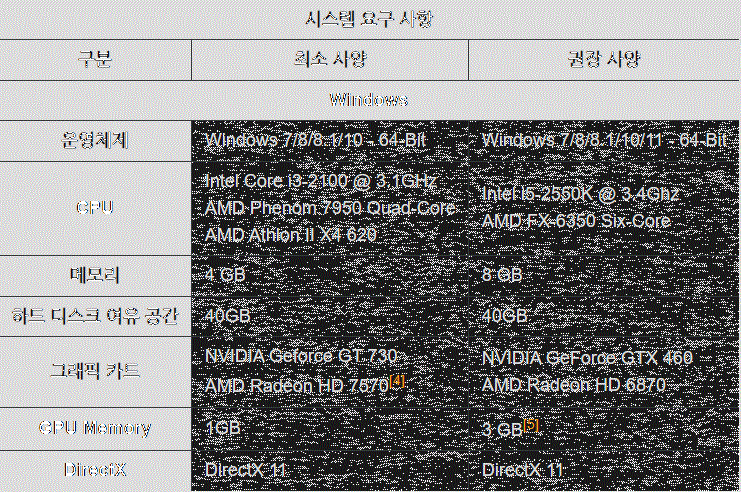 시스템 요구 사항
구분 최소 사양 권장 사양
Windows
운영체제 Windows 7/8/8.1/10 - 64-Bit Windows 7/8/8.1/10/11 - 64-Bit
CPU
Intel Core i3-2100 @ 3.1GHz
AMD Phenom 7950 Quad-Core
AMD Athlon II X4 620
Intel i5-2550K @ 3.4Ghz
AMD FX-6350 Six-Core
메모리 4 GB 8 GB
하드 디스크 여유 공간 40GB 40GB
그래픽 카드
NVIDIA Geforce GT 730
AMD Radeon HD 7570[4]
NVIDIA GeForce GTX 460
AMD Radeon HD 6870
GPU Memory 1GB 3 GB[5]
DirectX DirectX 11 DirectX 11